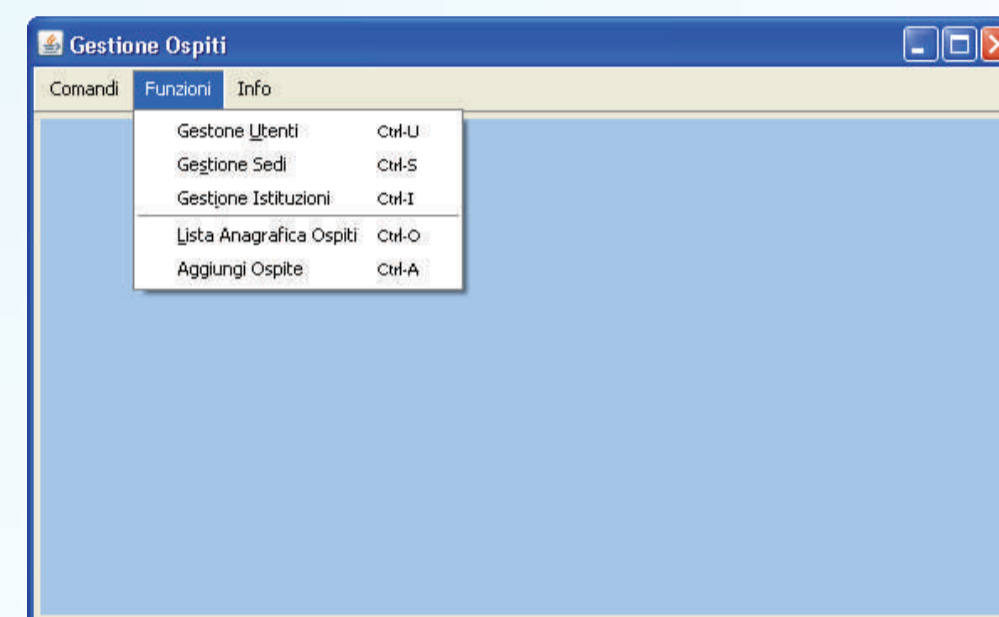 Gestione Ospiti
Comandi Funzioni Info
Gestone Utenti Ctrl-U
Gestione Sedi Ctrl-S
Gestione Istituzioni Ctrl-I
Lista Anagrafica Ospiti Ctrl-O
Aggiungi Ospite Ctrl-A